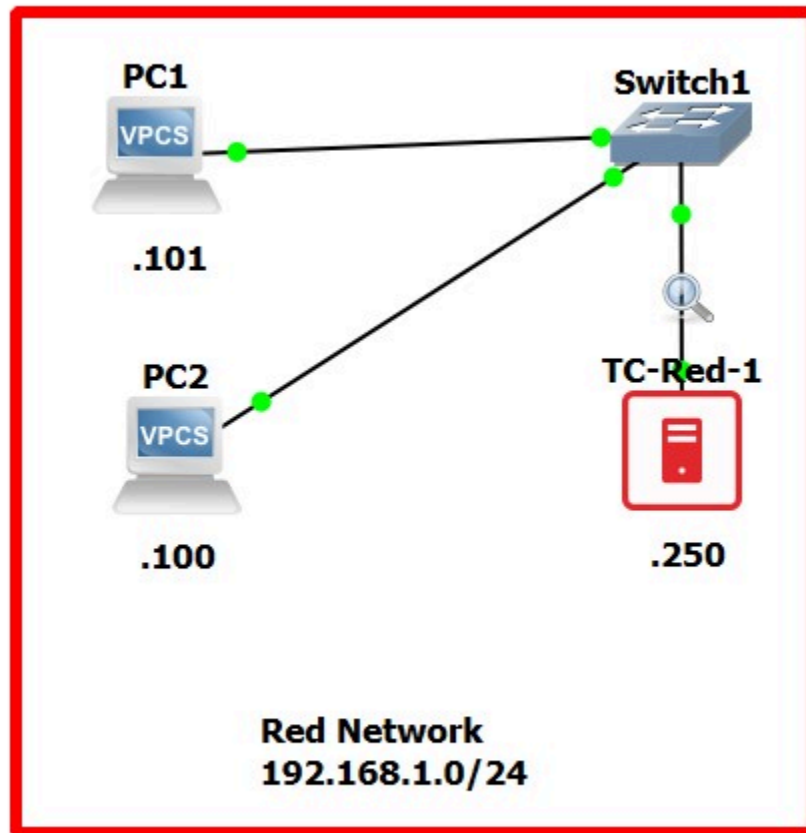 PC1
Switch1
VPCS
.101
PC2
TC-Red-1
VPCS
.100
.250
Red Network
192.168.1.0/24